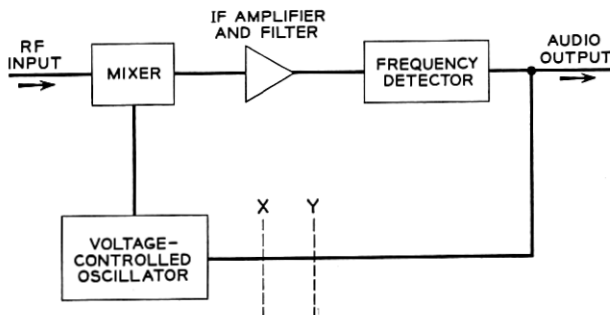 IF AMPLIFIER
AND FILTER
RF
INPUT
MIXER
FREQUENCY
DETECTOR
AUDIO
OUTPUT
X
Y
VOLTAGE-
CONTROLLED
OSCILLATOR